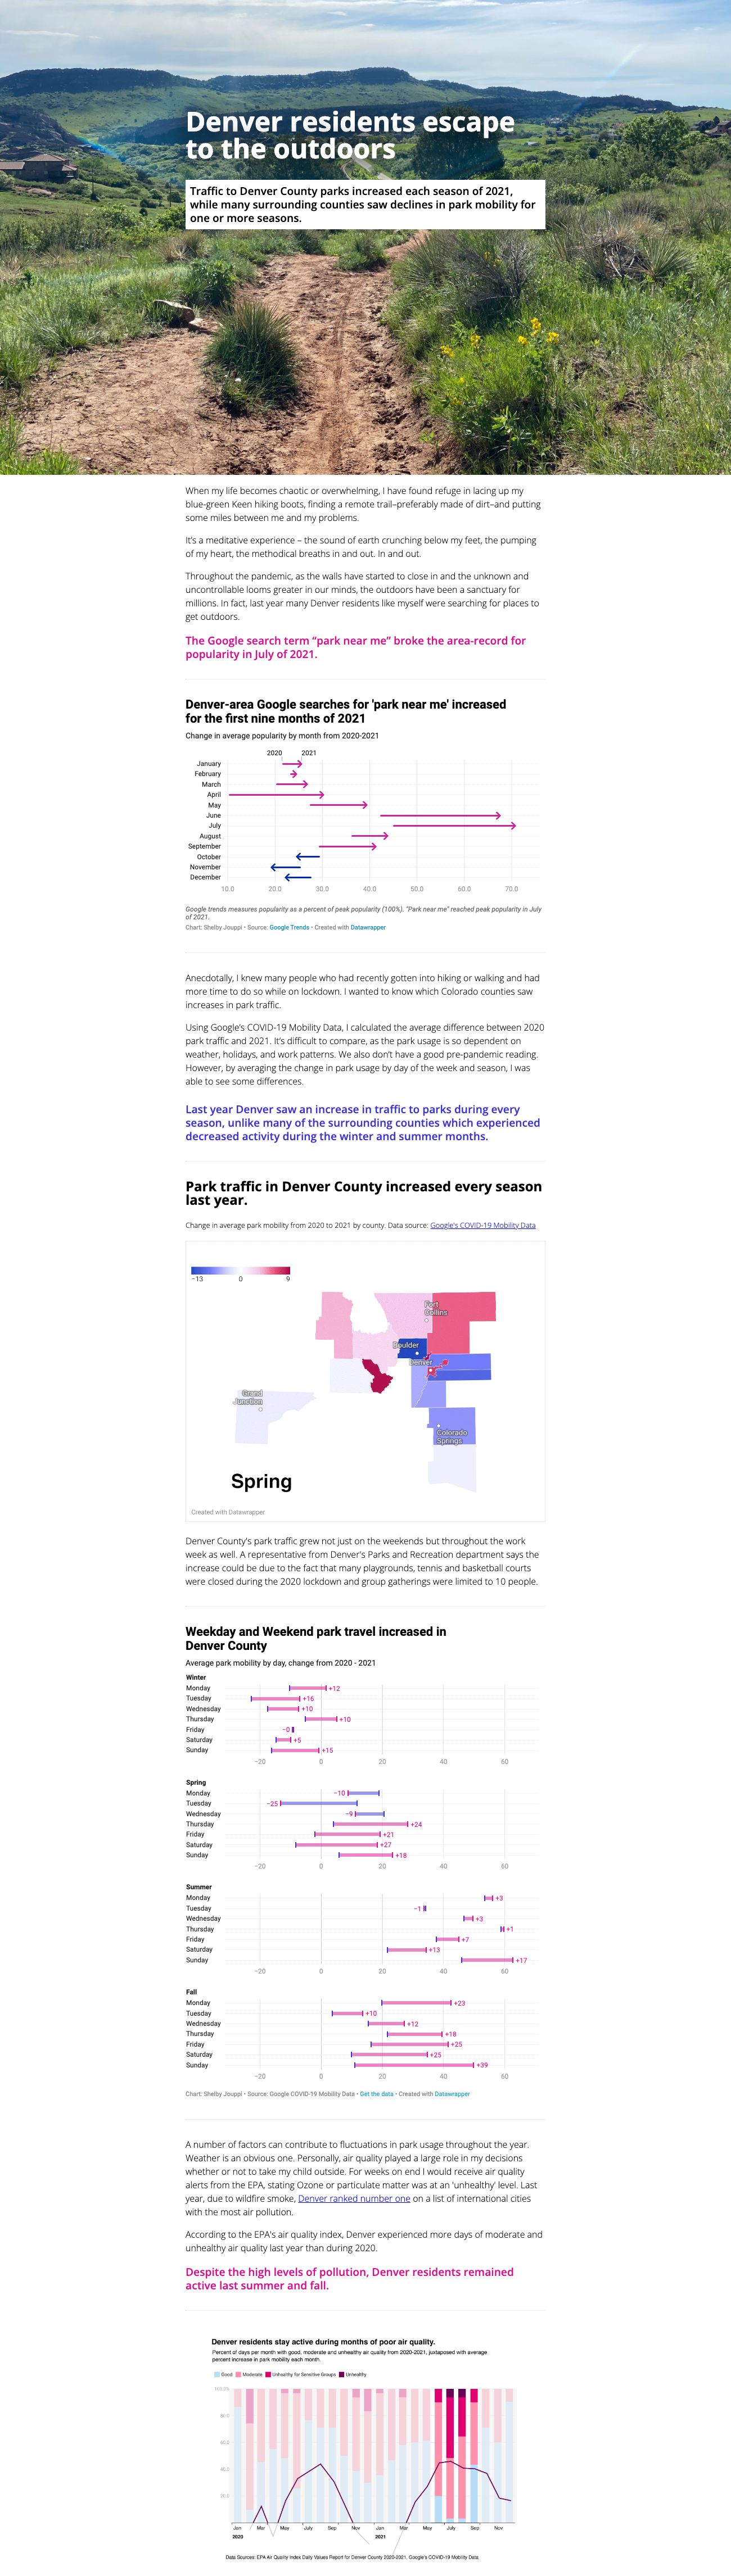 Denver residents escape
to the outdoors
Traffic to Denver County parks increased each season of 2021,
while many surrounding counties saw declines in park mobility for
one or more seasons.
When my life becomes chaotic or overwhelming, I have found refuge in lacing up my
blue-green Keen hiking boots, finding a remote trail–preferably made of dirt–and putting
some miles between me and my problems.
It's a meditative experience – the sound of earth crunching below my feet, the pumping
of my heart, the methodical breaths in and out. In and out.
Throughout the pandemic, as the walls have started to close in and the unknown and
uncontrollable looms greater in our minds, the outdoors have been a sanctuary for
millions. In fact, last year many Denver residents like myself were searching for places to
get outdoors.
The Google search term “park near me” broke the area-record for
popularity in July of 2021.
Denver-area Google searches for 'park near me' increased
for the first nine months of 2021
Change in average popularity by month from 2020-2021
2020 2021
January
February
March
April
May
June
July
August
September
October
November
December
10.0 20.0 30.0 40.0 50.0 60.0 70.0
Google trends measures popularity as a percent of peak popularity (100%). "Park near me" reached peak popularity in July
of 2021.
Chart: Shelby Jouppi • Source: Google Trends • Created with Datawrapper
Anecdotally, I knew many people who had recently gotten into hiking or walking and had
more time to do so while on lockdown. I wanted to know which Colorado counties saw
increases in park traffic.
Using Google's COVID-19 Mobility Data, I calculated the average difference between 2020
park traffic and 2021. It's difficult to compare, as the park usage is so dependent on
weather, holidays, and work patterns. We also don't have a good pre-pandemic reading.
However, by averaging the change in park usage by day of the week and season, I was
able to see some differences.
Last year Denver saw an increase in traffic to parks during every
season, unlike many of the surrounding counties which experienced
decreased activity during the winter and summer months.
Park traffic in Denver County increased every season
last year.
Change in average park mobility from 2020 to 2021 by county. Data source: Google's COVID-19 Mobility Data
−13 0 9
Fort
Collins
Boulder
Denver
Grand
Junction
Colorado
Springs
Spring
Created with Datawrapper
Denver County's park traffic grew not just on the weekends but throughout the work
week as well. A representative from Denver's Parks and Recreation department says the
increase could be due to the fact that many playgrounds, tennis and basketball courts
were closed during the 2020 lockdown and group gatherings were limited to 10 people.
Weekday and Weekend park travel increased in
Denver County
Average park mobility by day, change from 2020 - 2021
Winter
Monday +12
Tuesday +16
Wednesday +10
Thursday +10
Friday −0
Saturday +5
Sunday +15
−20 0 20 40 60
Spring
Monday −10
Tuesday −25
Wednesday −9
Thursday +24
Friday +21
Saturday +27
Sunday +18
−20 0 20 40 60
Summer
Monday +3
Tuesday −1
Wednesday +3
Thursday +1
Friday +7
Saturday +13
Sunday +17
−20 0 20 40 60
Fall
Monday +23
Tuesday +10
Wednesday +12
Thursday +18
Friday +25
Saturday +25
Sunday +39
−20 0 20 40 60
Chart: Shelby Jouppi • Source: Google COVID-19 Mobility Data • Get the data • Created with Datawrapper
A number of factors can contribute to fluctuations in park usage throughout the year.
Weather is an obvious one. Personally, air quality played a large role in my decisions
whether or not to take my child outside. For weeks on end I would receive air quality
alerts from the EPA, stating Ozone or particulate matter was at an 'unhealthy' level. Last
year, due to wildfire smoke, Denver ranked number one on a list of international cities
with the most air pollution.
According to the EPA's air quality index, Denver experienced more days of moderate and
unhealthy air quality last year than during 2020.
Despite the high levels of pollution, Denver residents remained
active last summer and fall.
Denver residents stay active during months of poor air quality.
Percent of days per month with good, moderate and unhealthy air quality from 2020-2021, juxtaposed with average
percent increase in park mobility each month.
Good Moderate Unhealthy for Sensitive Groups Unhealthy
100.0%
80.0
60.0
40.0
20.0
Jan Mar May July Sep Nov Jan Mar May July Sep Nov
2020 2021
Data Sources: EPA Air Quality Index Daily Values Report for Denver County 2020-2021, Google's COVID-19 Mobility Data